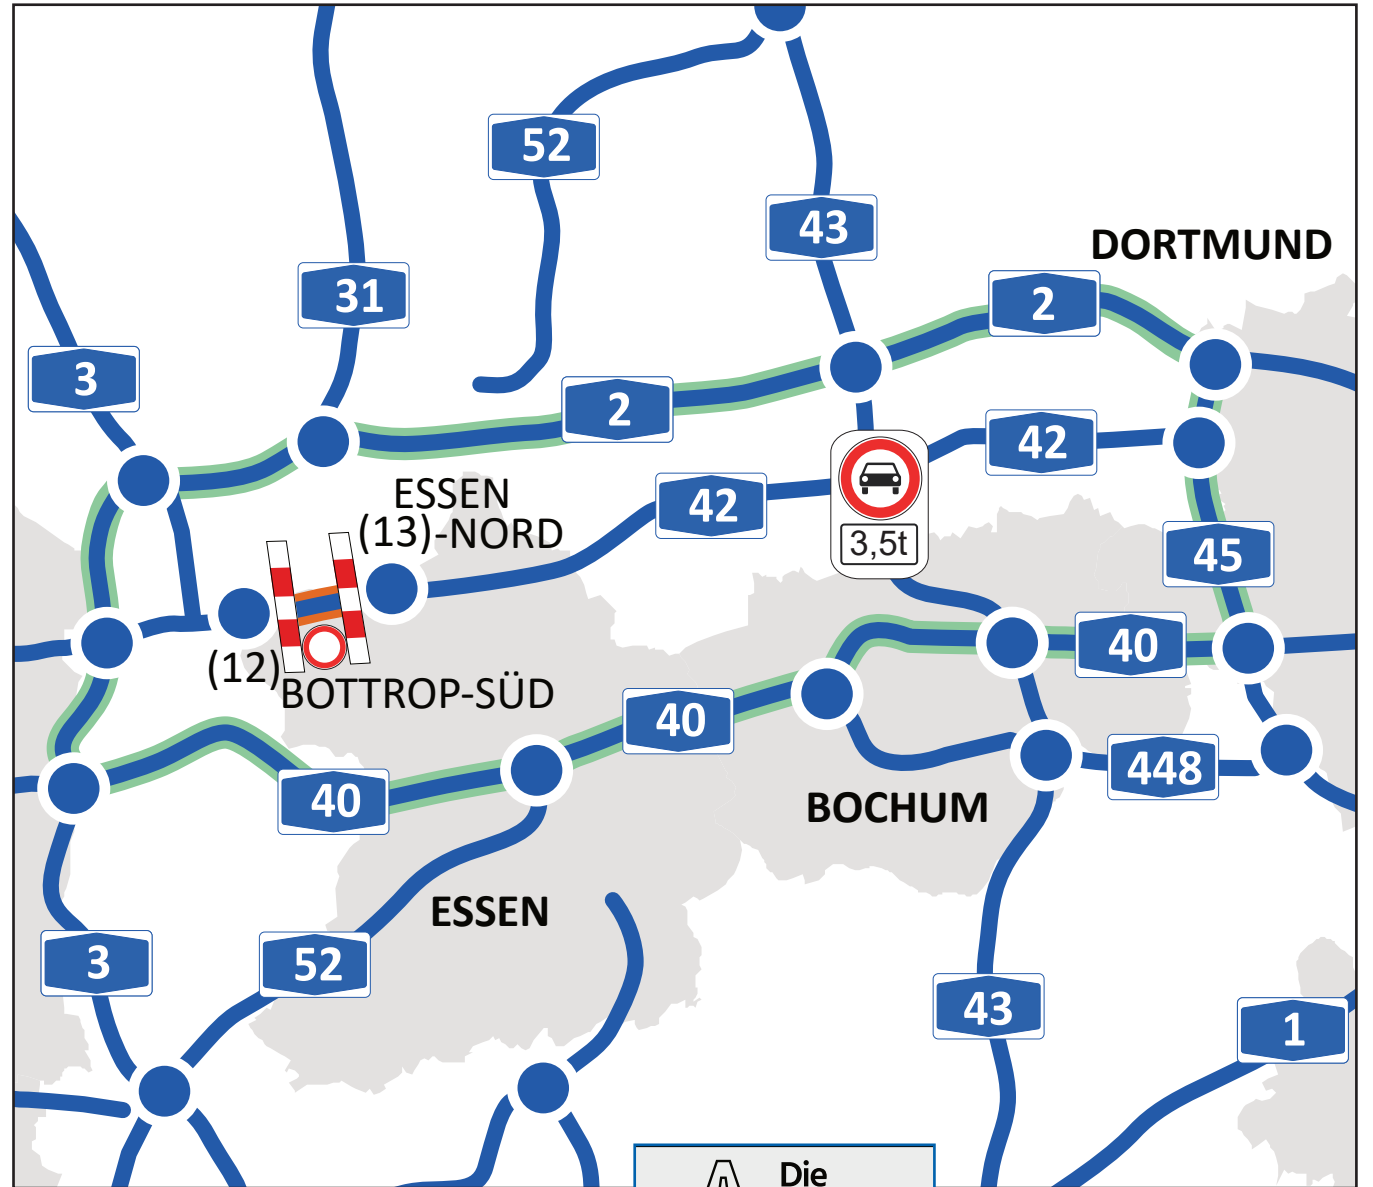 52
43
DORTMUND
31
2
3
2
42
ESSEN
(13)-NORD
42
3,5t
45
(12)
BOTTROP-SÜD
40
40
40
448
BOCHUM
ESSEN
3
52
43
1
Die